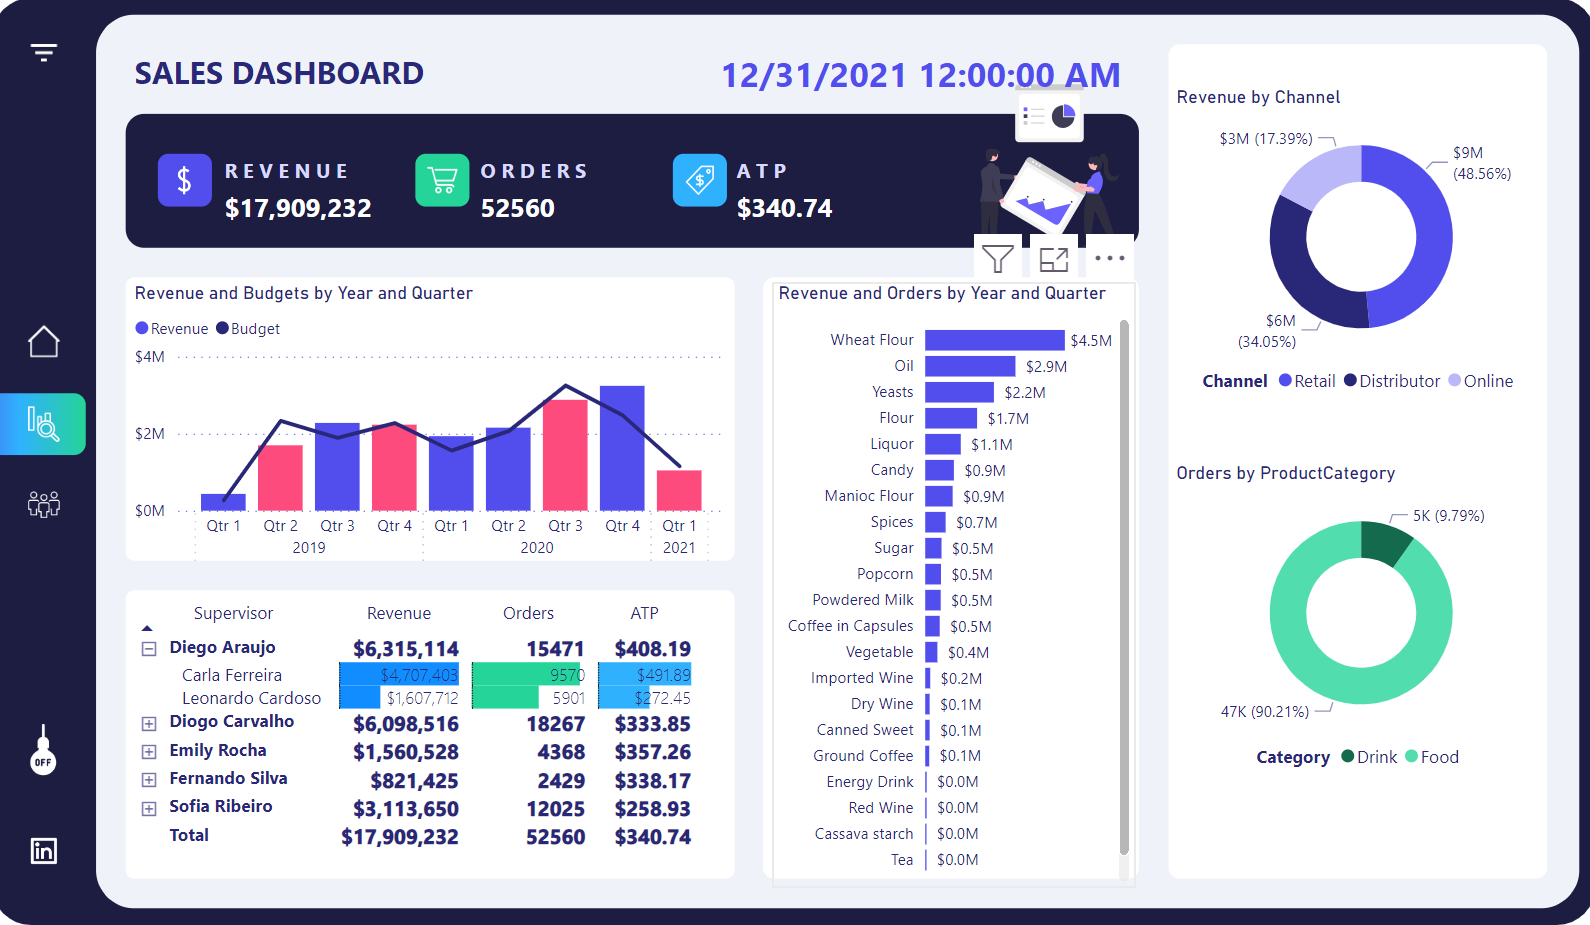 SALES DASHBOARD
12/31/2021 12:00:00 AM
REVENUE
$17,909,232
ORDERS
52560
ATP
$340.74
Revenue and Budgets by Year and Quarter
Revenue Budget
$4M
$2M
$0M
Qtr 1 Qtr 2 Qtr 3 Qtr 4 Qtr 1 Qtr 2 Qtr 3 Qtr 4 Qtr 1
2019 2020 2021
Supervisor Revenue Orders ATP
Diego Araujo $6,315,114 15471 $408.19
Carla Ferreira $4,707,403 9570 $491.89
Leonardo Cardoso $1,607,712 5901 $272.45
Diogo Carvalho $6,098,516 18267 $333.85
Emily Rocha $1,560,528 4368 $357.26
Fernando Silva $821,425 2429 $338.17
Sofia Ribeiro $3,113,650 12025 $258.93
Total $17,909,232 52560 $340.74
Revenue and Orders by Year and Quarter
Wheat Flour $4.5M
Oil $2.9M
Yeasts $2.2M
Flour $1.7M
Liquor $1.1M
Candy $0.9M
Manioc Flour $0.9M
Spices $0.7M
Sugar $0.5M
Popcorn $0.5M
Powdered Milk $0.5M
Coffee in Capsules $0.5M
Vegetable $0.4M
Imported Wine $0.2M
Dry Wine $0.1M
Canned Sweet $0.1M
Ground Coffee $0.1M
Energy Drink $0.0M
Red Wine $0.0M
Cassava starch $0.0M
Tea $0.0M
Revenue by Channel
$3M (17.39%)
$9M
(48.56%)
$6M
(34.05%)
Channel Retail Distributor Online
Orders by ProductCategory
5K (9.79%)
47K (90.21%)
Category Drink Food
OFF
in